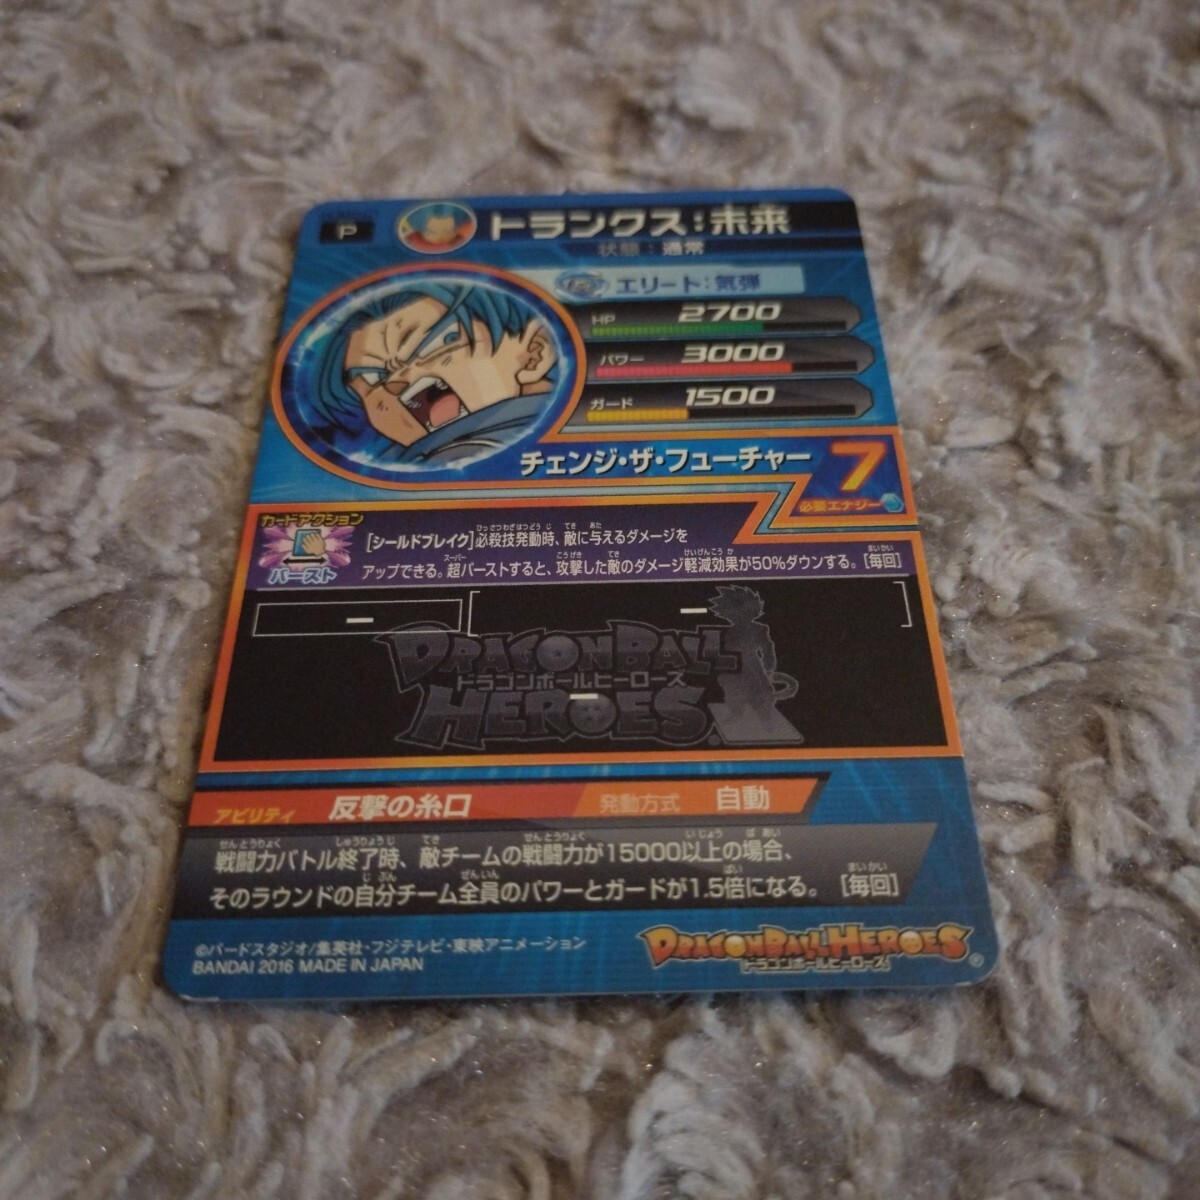 P
トランクス:未来
状態:通常
エリート:気弾
HP 2700
パワー 3000
ガード 1500
チェンジ・ザ・フューチャー
7
必要エナジー
カードアクション
バースト
[シールドブレイク]必殺技発動時、敵に与えるダメージを
アップできる。超バーストすると、攻撃した敵のダメージ軽減効果が50%ダウンする。[毎回]
DRAGON BALL
ドラゴンボールヒーローズ
HEROES
アビリティ 反撃の糸口 発動方式 自動
戦闘力バトル終了時、敵チームの戦闘力が15000以上の場合、
そのラウンドの自分チーム全員のパワーとガードが1.5倍になる。[毎回]
©バードスタジオ/集英社・フジテレビ・東映アニメーション
BANDAI 2016 MADE IN JAPAN
DRAGON BALL HEROES
ドラゴンボールヒーローズ